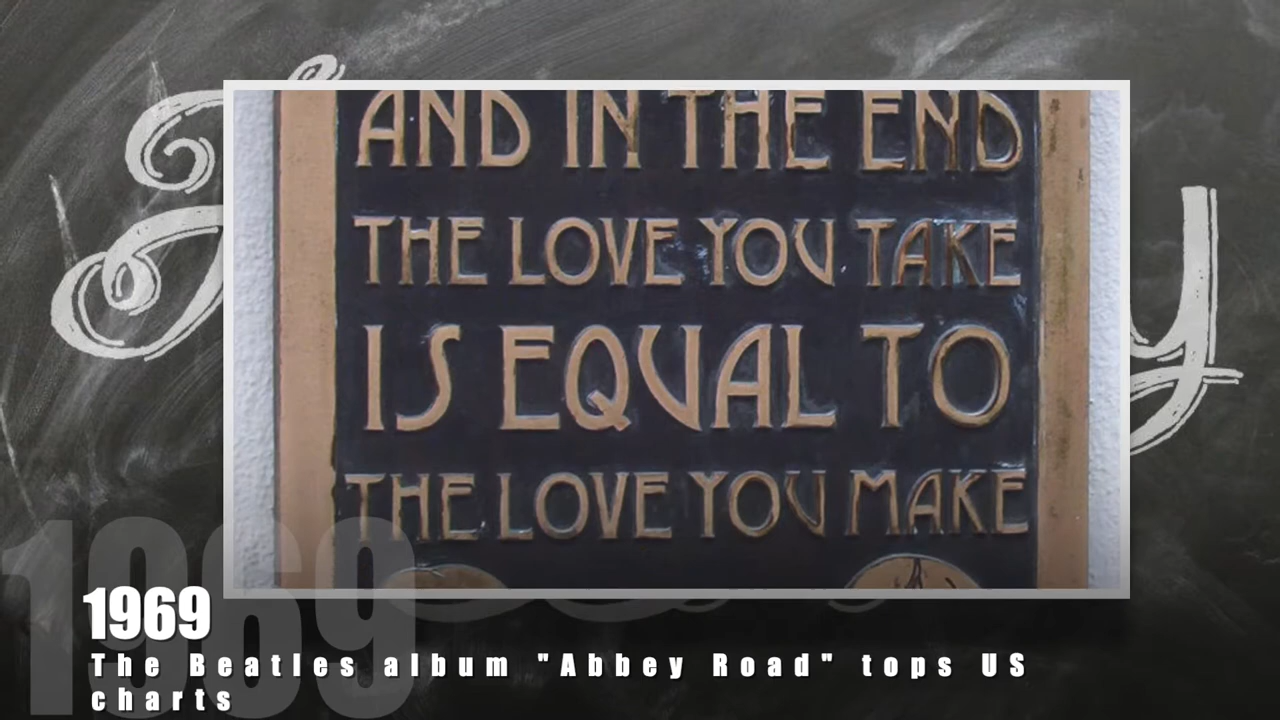 AND IN THE END
THE LOVE YOU TAKE
IS EQUAL TO
THE LOVE YOU MAKE
1969
1969
The Beatles album "Abbey Road" tops US
charts